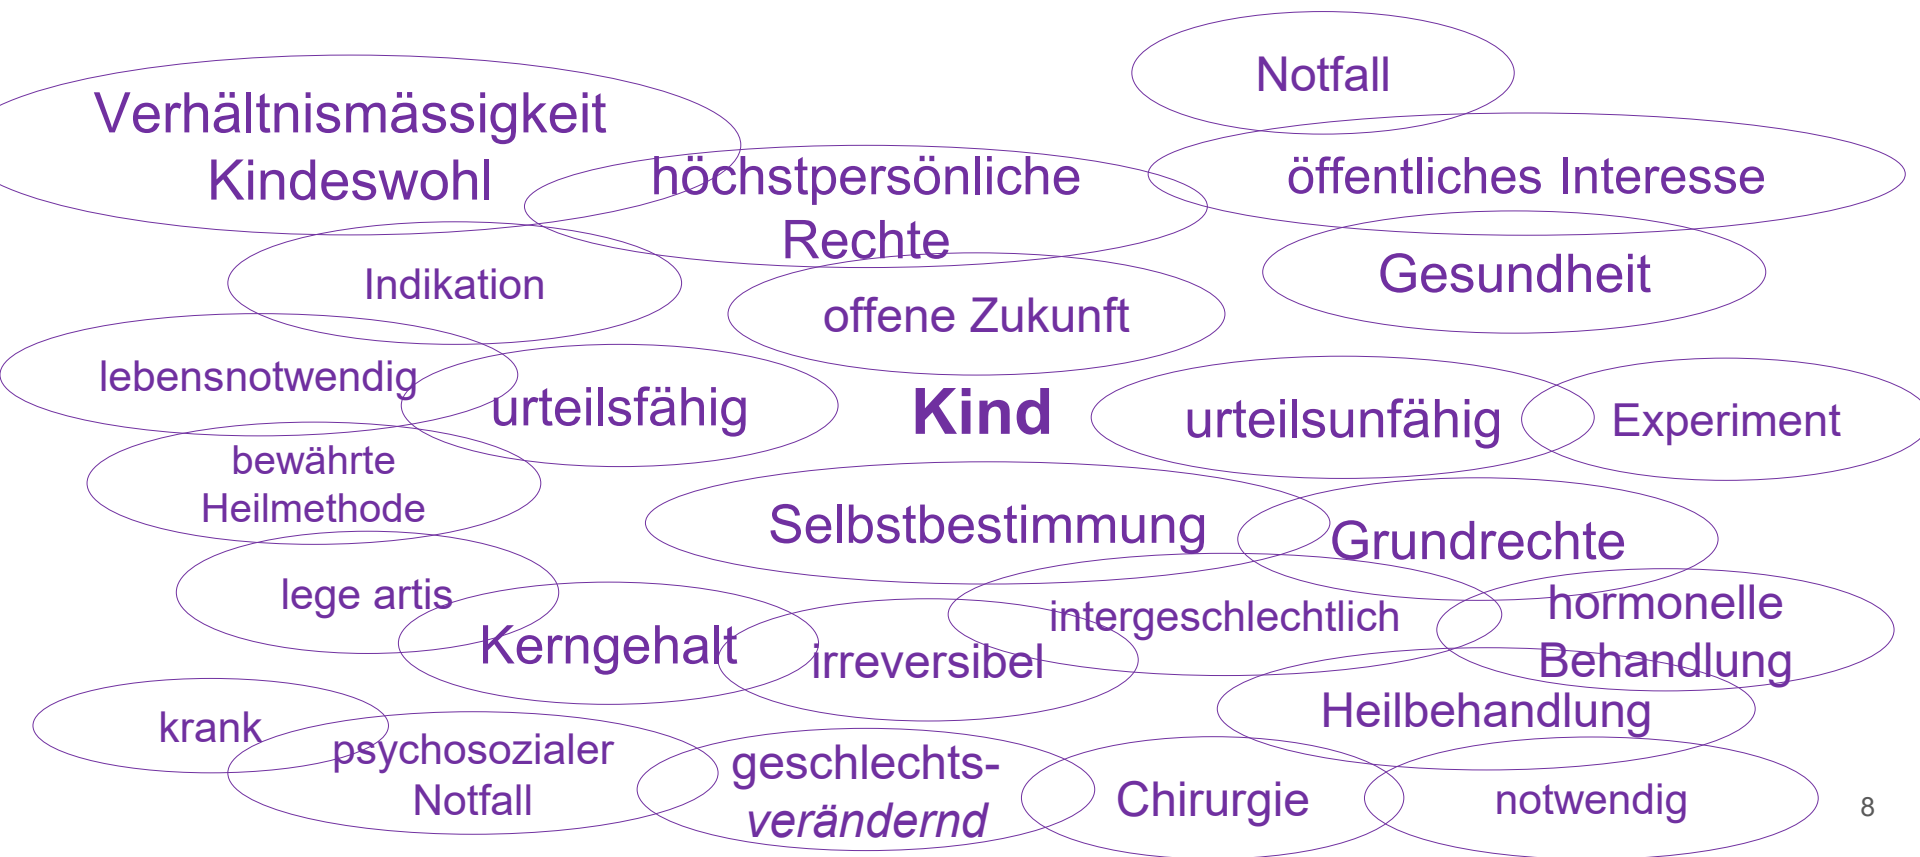 Notfall
Verhältnismässigkeit
Kindeswohl
höchstpersönliche
Rechte
öffentliches Interesse
Indikation
offene Zukunft
Gesundheit
lebensnotwendig
urteilsfähig
Kind
urteilsunfähig
Experiment
bewährte
Heilmethode
Selbstbestimmung
Grundrechte
lege artis
Kerngehalt
irreversibel
intergeschlechtlich
hormonelle
Behandlung
krank
psychosozialer
Notfall
geschlechts-
verändernd
Chirurgie
Heilbehandlung
notwendig
8